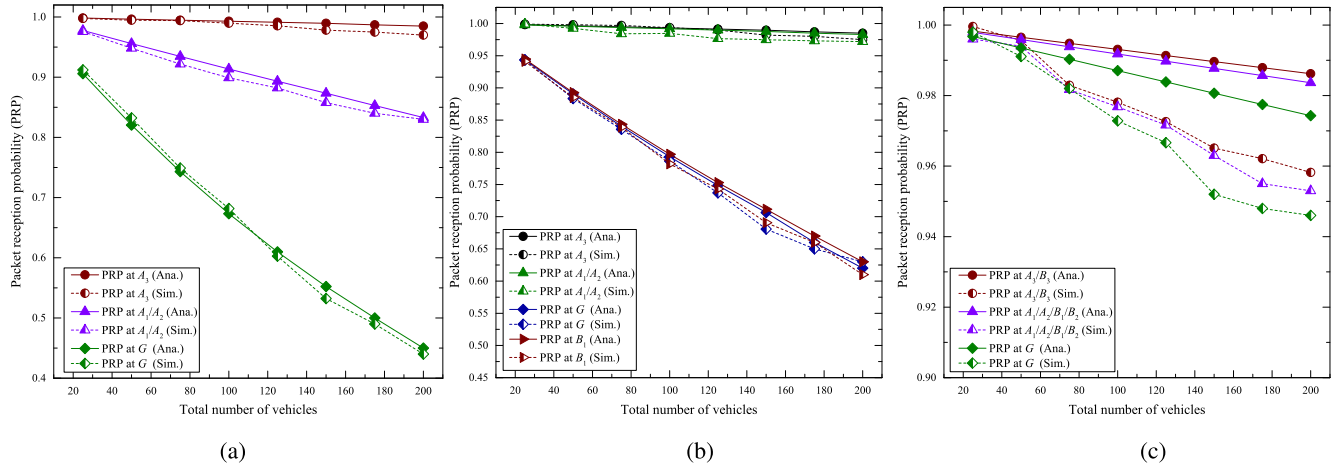 1.0
0.9
0.8
0.7
0.6
0.5
0.4
Packet reception probability (PRP)
PRP at A₃ (Ana.)
PRP at A₃ (Sim.)
PRP at A₁/A₂ (Ana.)
PRP at A₁/A₂ (Sim.)
PRP at G (Ana.)
PRP at G (Sim.)
20 40 60 80 100 120 140 160 180 200
Total number of vehicles
(a)
1.00
0.95
0.90
0.85
0.80
0.75
0.70
0.65
0.60
0.55
0.50
0.45
Packet reception probability (PRP)
PRP at A₃ (Ana.)
PRP at A₃ (Sim.)
PRP at A₁/A₂ (Ana.)
PRP at A₁/A₂ (Sim.)
PRP at G (Ana.)
PRP at G (Sim.)
PRP at B₁ (Ana.)
PRP at B₁ (Sim.)
20 40 60 80 100 120 140 160 180 200
Total number of vehicles
(b)
1.00
0.98
0.96
0.94
0.92
0.90
Packet reception probability (PRP)
PRP at A₃/B₃ (Ana.)
PRP at A₃/B₃ (Sim.)
PRP at A₁/A₂/B₁/B₂ (Ana.)
PRP at A₁/A₂/B₁/B₂ (Sim.)
PRP at G (Ana.)
PRP at G (Sim.)
20 40 60 80 100 120 140 160 180 200
Total number of vehicles
(c)